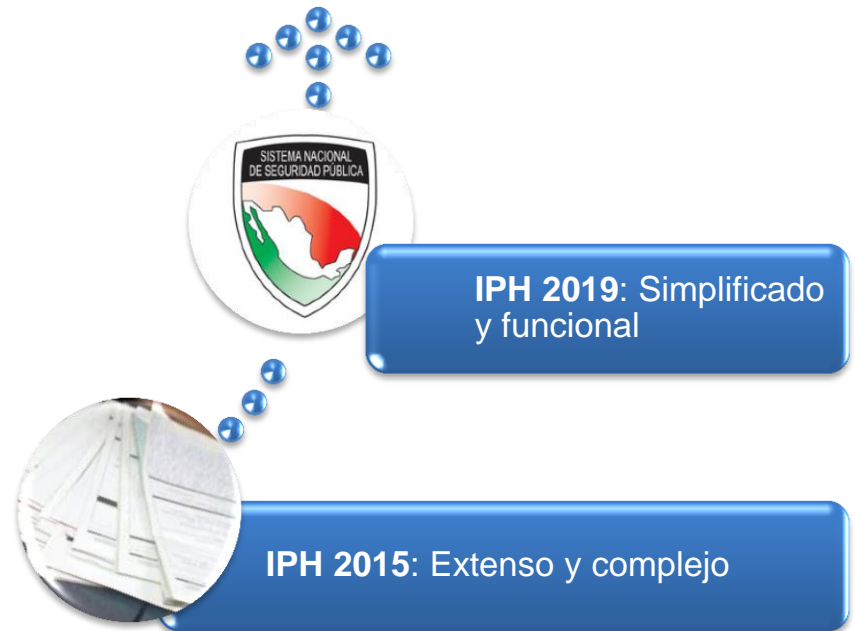 SISTEMA NACIONAL
DE SEGURIDAD PÚBLICA
IPH 2019: Simplificado
y funcional
IPH 2015: Extenso y complejo